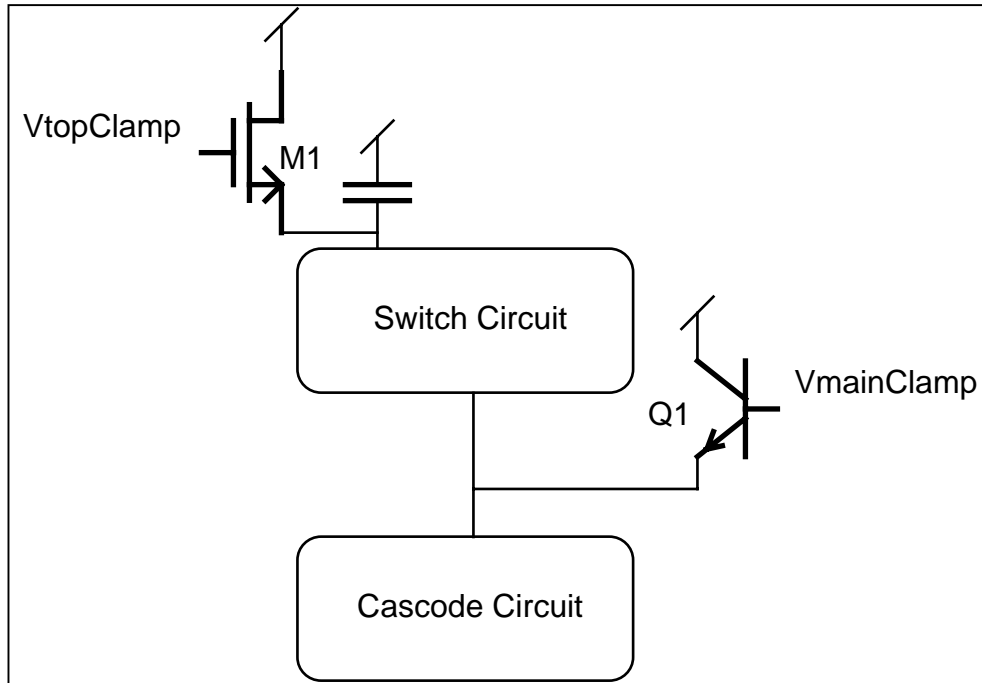 VtopClamp
M1
Switch Circuit
VmainClamp
Q1
Cascode Circuit